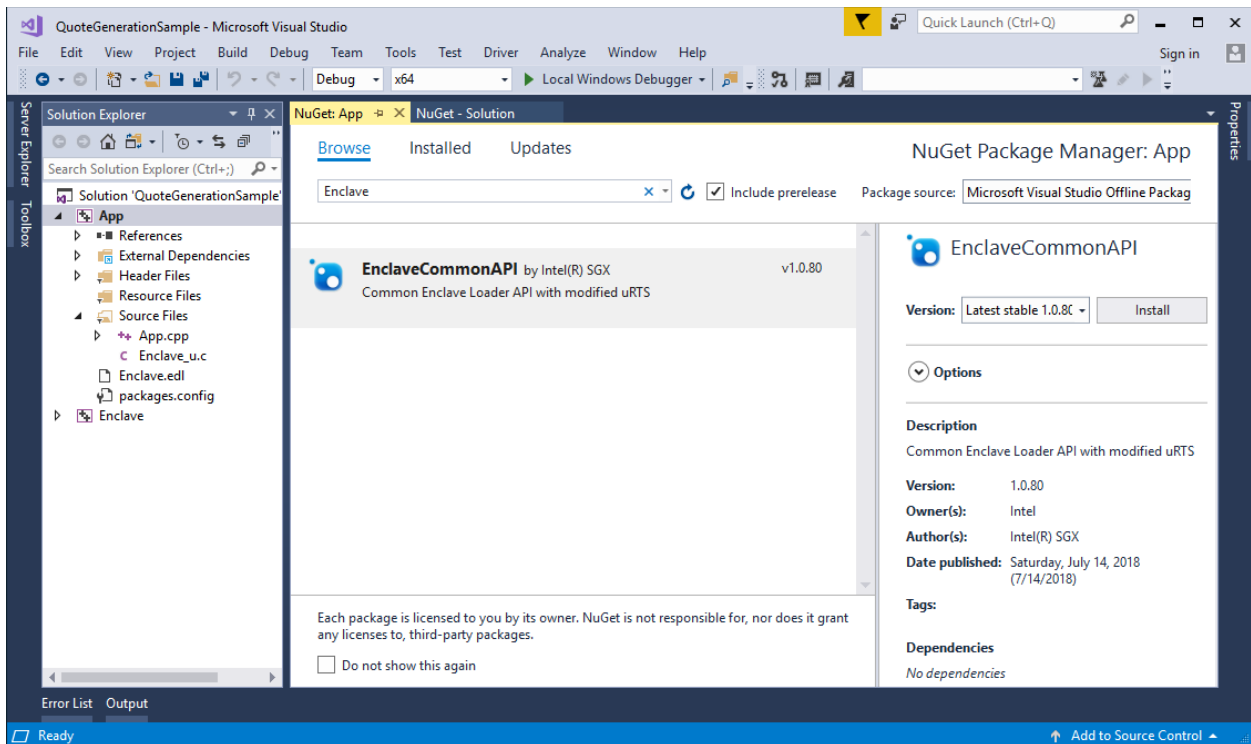 QuoteGenerationSample - Microsoft Visual Studio
Quick Launch (Ctrl+Q)
File Edit View Project Build Debug Team Tools Test Driver Analyze Window Help
Sign in
Debug x64 Local Windows Debugger
Server Explorer
Toolbox
Solution Explorer
Search Solution Explorer (Ctrl+;)
Solution 'QuoteGenerationSample'
App
References
External Dependencies
Header Files
Resource Files
Source Files
App.cpp
Enclave_u.c
Enclave.edl
packages.config
Enclave
NuGet: App NuGet - Solution
Browse Installed Updates
NuGet Package Manager: App
Enclave
Include prerelease
Package source: Microsoft Visual Studio Offline Packag
EnclaveCommonAPI by Intel(R) SGX v1.0.80
Common Enclave Loader API with modified uRTS
Each package is licensed to you by its owner. NuGet is not responsible for, nor does it grant
any licenses to, third-party packages.
Do not show this again
EnclaveCommonAPI
Version: Latest stable 1.0.80 Install
Options
Description
Common Enclave Loader API with modified uRTS
Version: 1.0.80
Owner(s): Intel
Author(s): Intel(R) SGX
Date published: Saturday, July 14, 2018
(7/14/2018)
Tags:
Dependencies
No dependencies
Properties
Error List Output
Ready
Add to Source Control